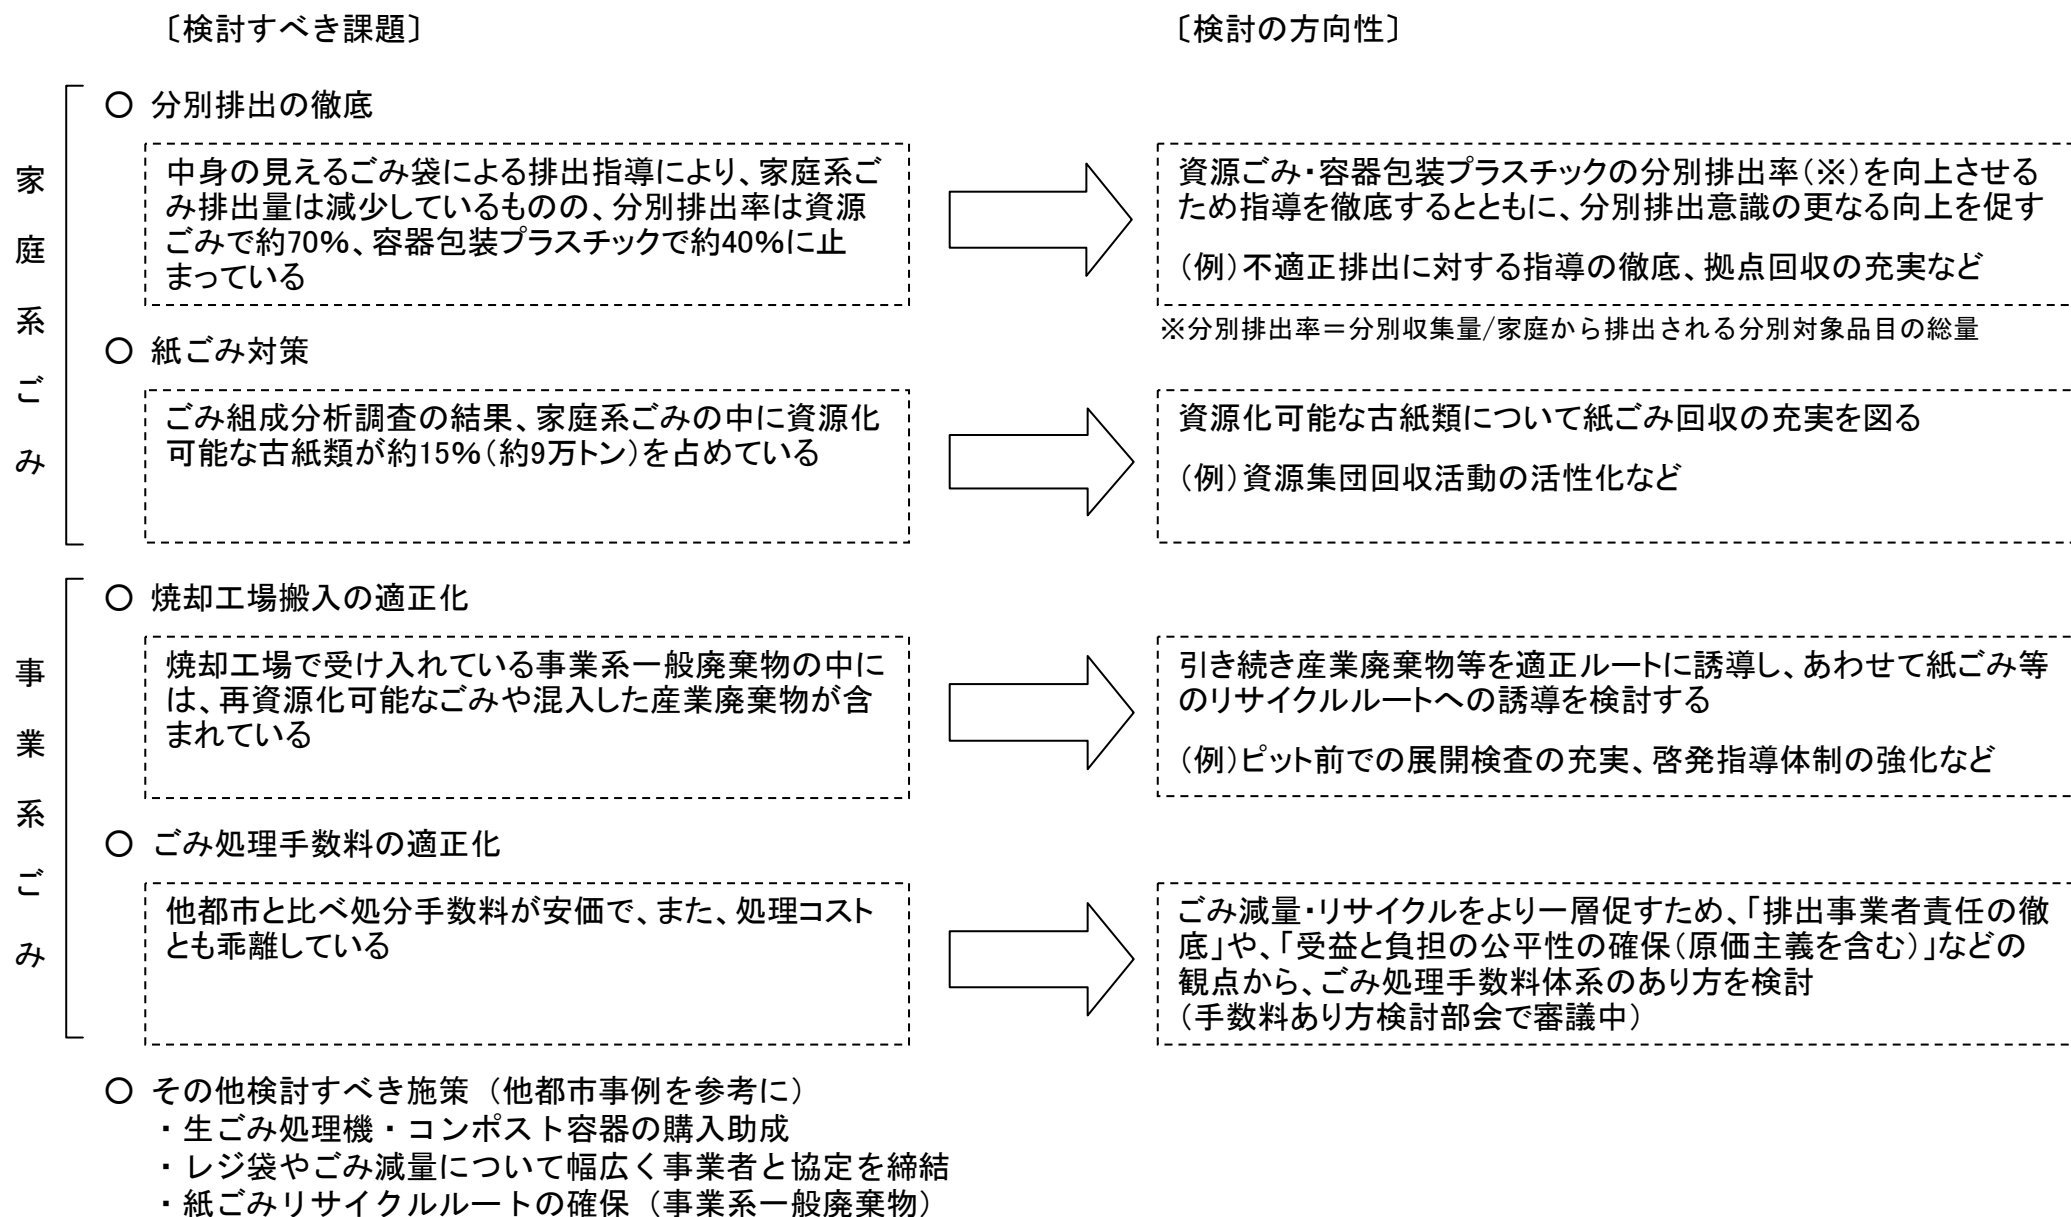 〔検討すべき課題〕
〔検討の方向性〕
家庭系ごみ
○ 分別排出の徹底
中身の見えるごみ袋による排出指導により、家庭系ご
み排出量は減少しているものの、分別排出率は資源
ごみで約70%、容器包装プラスチックで約40%に止
まっている
資源ごみ・容器包装プラスチックの分別排出率(※)を向上させる
ため指導を徹底するとともに、分別排出意識の更なる向上を促す
(例)不適正排出に対する指導の徹底、拠点回収の充実など
※分別排出率=分別収集量/家庭から排出される分別対象品目の総量
○ 紙ごみ対策
ごみ組成分析調査の結果、家庭系ごみの中に資源化
可能な古紙類が約15%(約9万トン)を占めている
資源化可能な古紙類について紙ごみ回収の充実を図る
(例)資源集団回収活動の活性化など
事業系ごみ
○ 焼却工場搬入の適正化
焼却工場で受け入れている事業系一般廃棄物の中に
は、再資源化可能なごみや混入した産業廃棄物が含
まれている
引き続き産業廃棄物等を適正ルートに誘導し、あわせて紙ごみ等
のリサイクルルートへの誘導を検討する
(例)ピット前での展開検査の充実、啓発指導体制の強化など
○ ごみ処理手数料の適正化
他都市と比べ処分手数料が安価で、また、処理コスト
とも乖離している
ごみ減量・リサイクルをより一層促すため、「排出事業者責任の徹
底」や、「受益と負担の公平性の確保(原価主義を含む)」などの
観点から、ごみ処理手数料体系のあり方を検討
(手数料あり方検討部会で審議中)
○ その他検討すべき施策(他都市事例を参考に)
・生ごみ処理機・コンポスト容器の購入助成
・レジ袋やごみ減量について幅広く事業者と協定を締結
・紙ごみリサイクルルートの確保(事業系一般廃棄物)